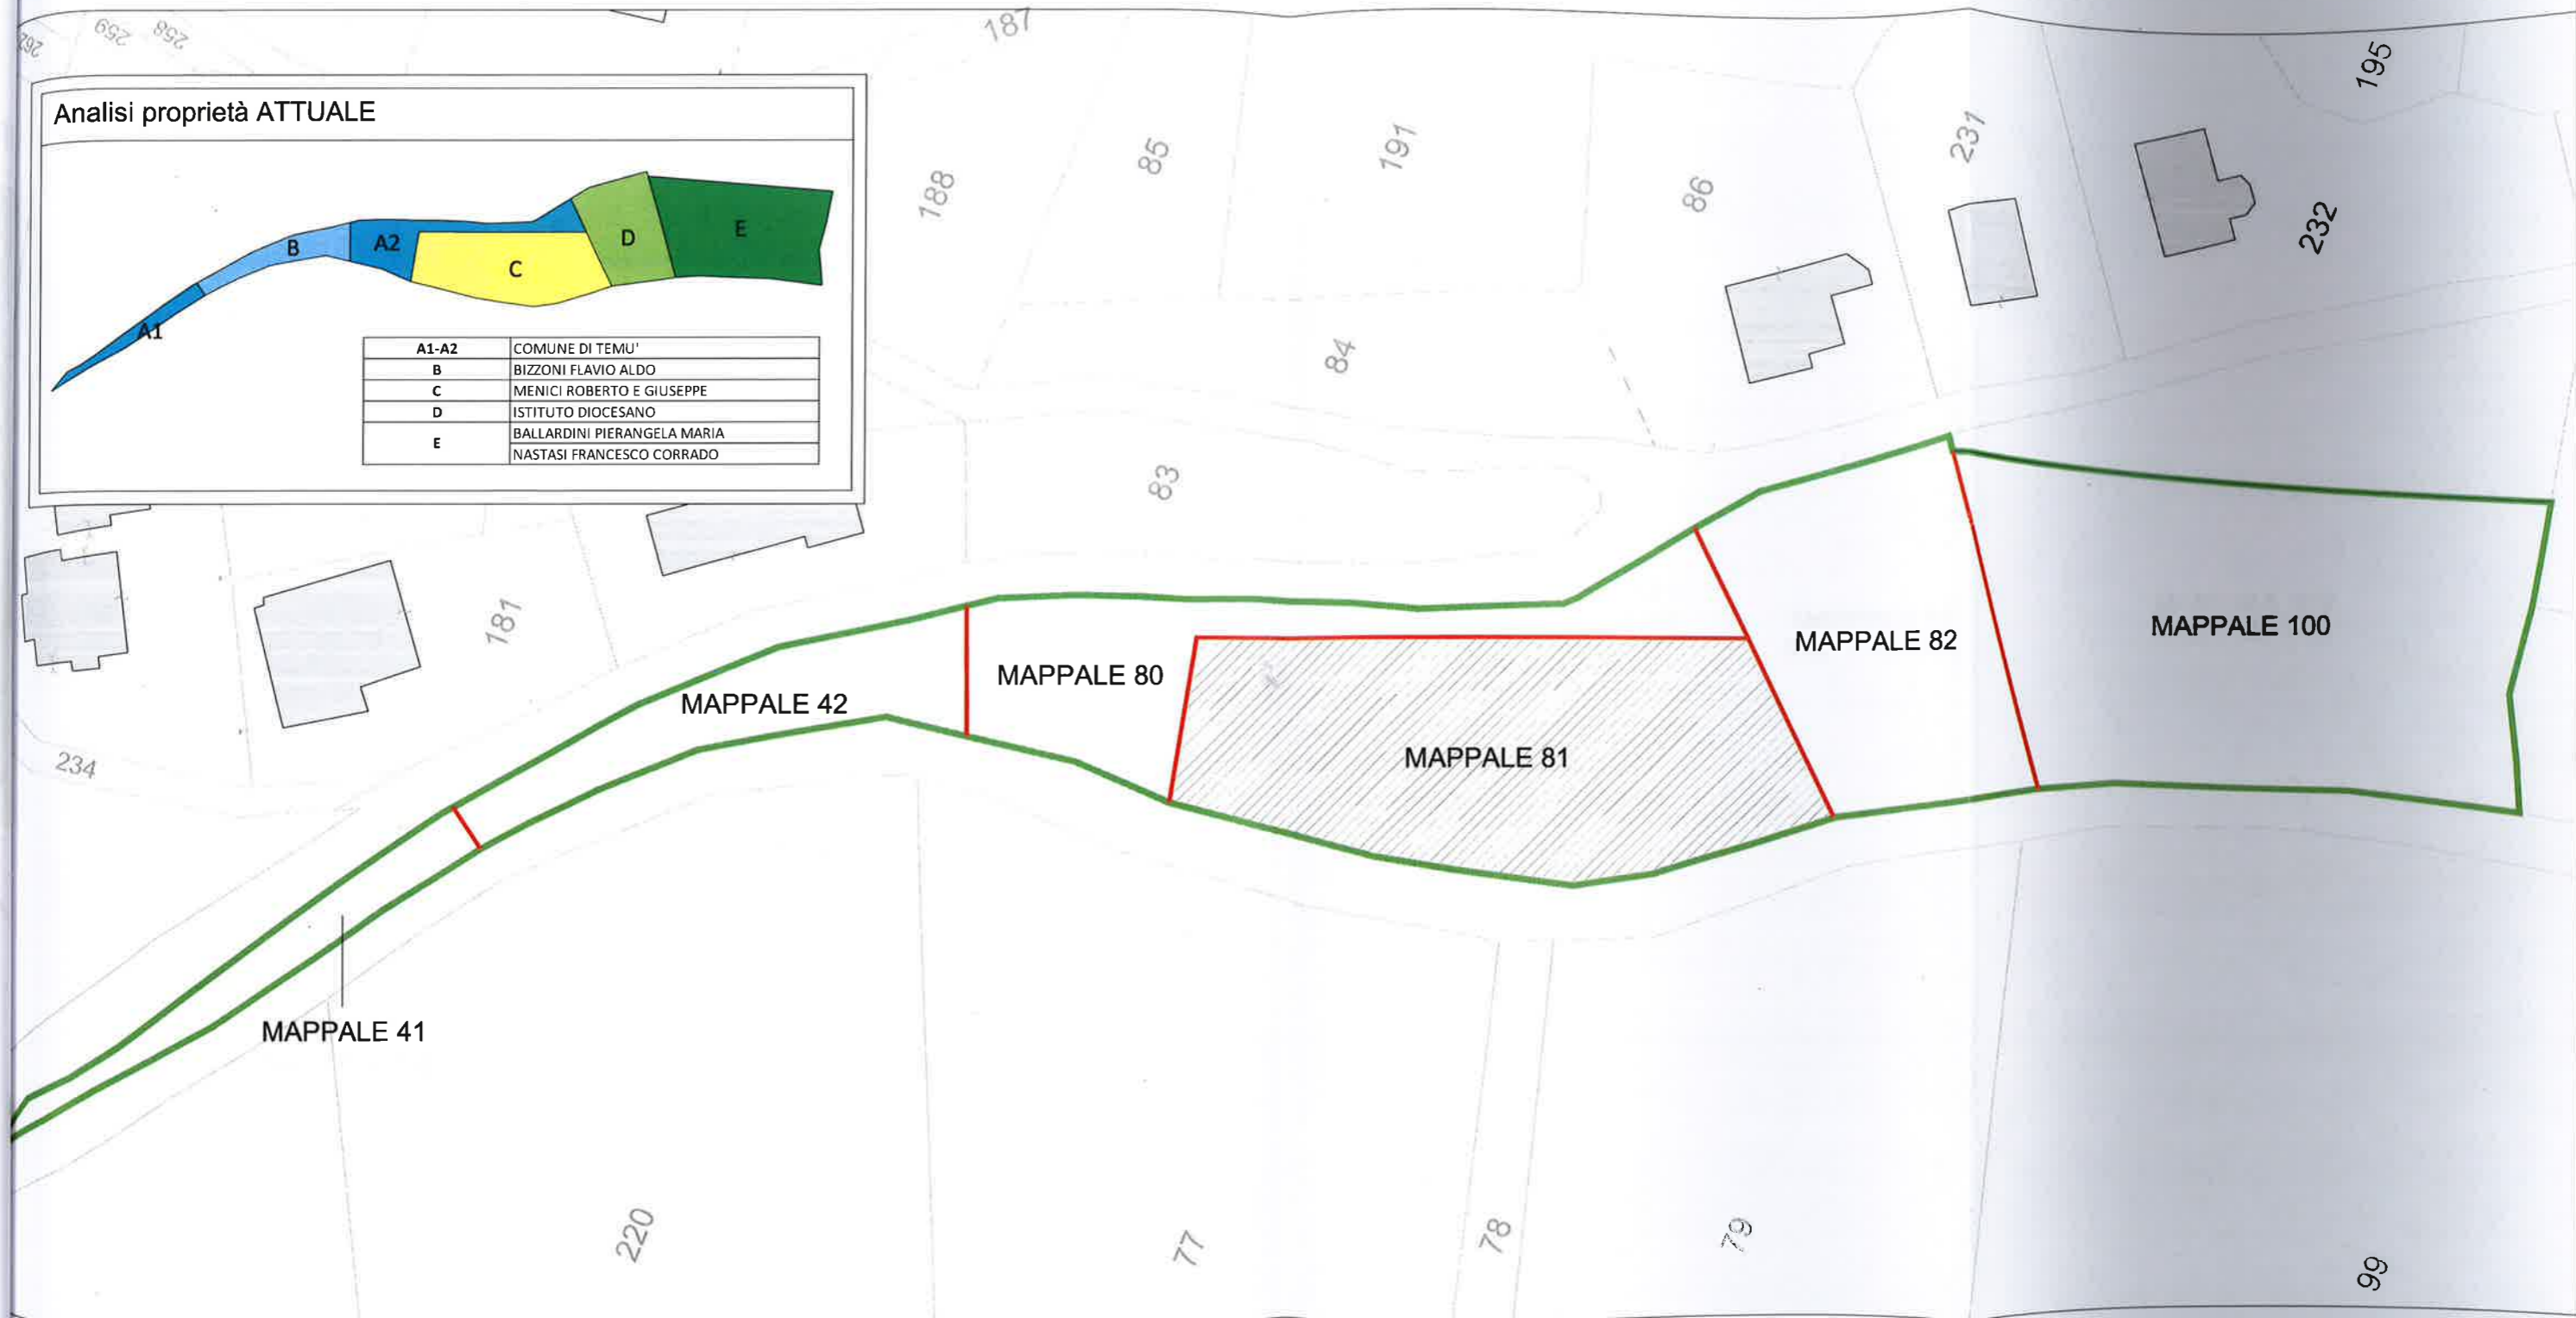 262
259
258
187
195
Analisi proprietà ATTUALE
B
A2
C
D
E
A1
A1-A2 COMUNE DI TEMU'
B BIZZONI FLAVIO ALDO
C MENICI ROBERTO E GIUSEPPE
D ISTITUTO DIOCESANO
E BALLARDINI PIERANGELA MARIA
NASTASI FRANCESCO CORRADO
188
85
191
86
231
232
84
83
181
234
MAPPALE 42
MAPPALE 80
MAPPALE 81
MAPPALE 82
MAPPALE 100
MAPPALE 41
220
77
78
79
99